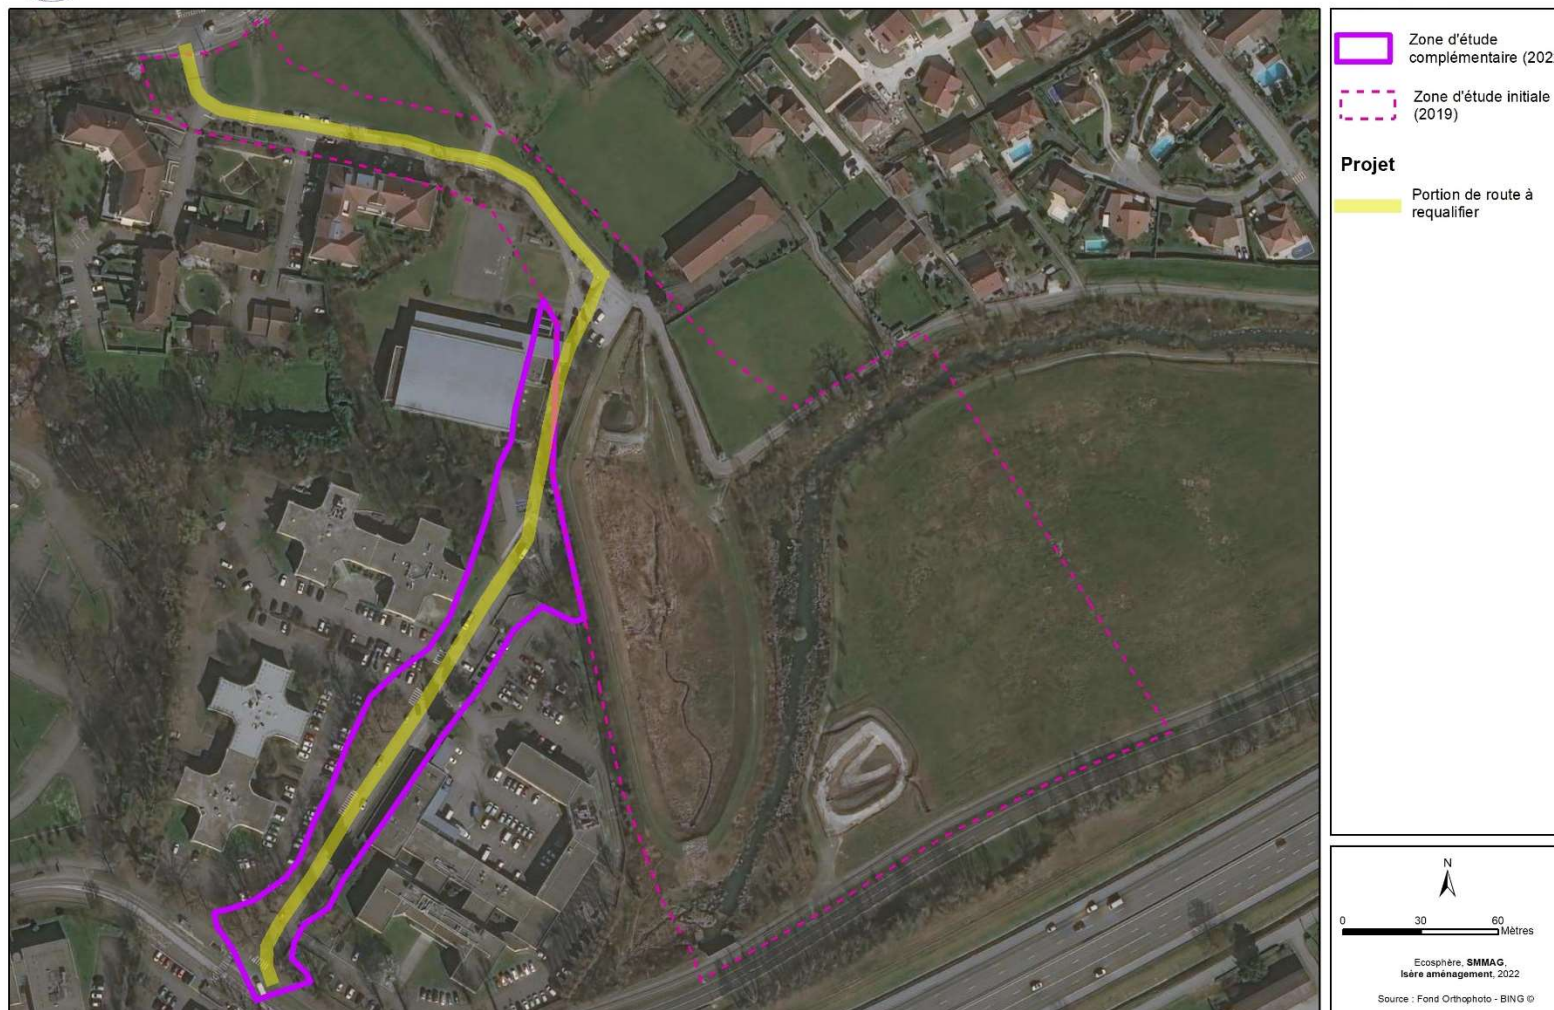 Zone d'étude
complémentaire (202
Zone d'étude initiale
(2019)
Projet
Portion de route à
requalifier
N
0 30 60
Mètres
Ecosphère, SMMAG,
Isère aménagement, 2022
Source : Fond Orthophoto - BING ©